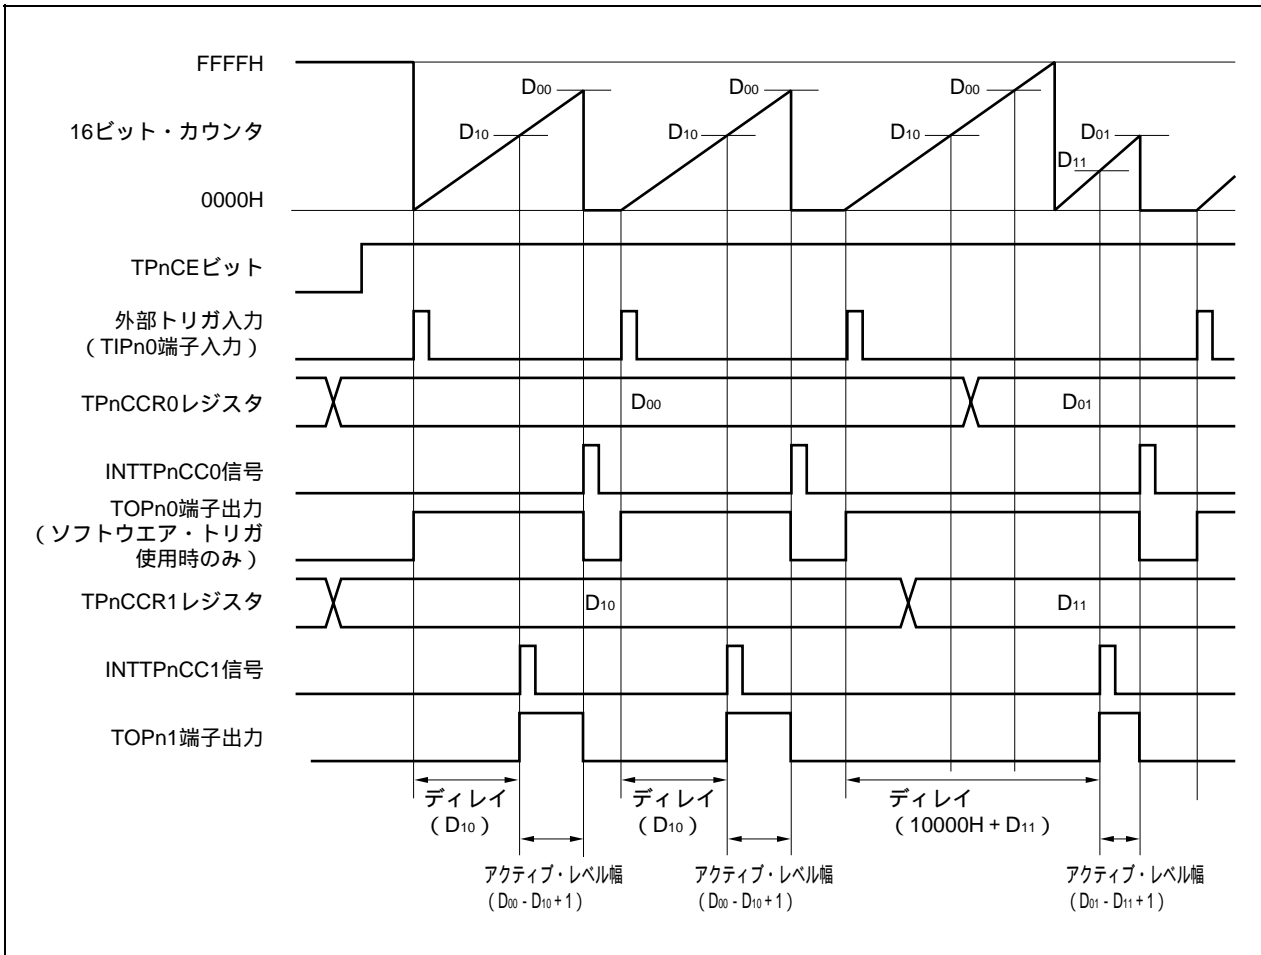 FFFFH
D00
D00
D00
16ビット・カウンタ
D10
D10
D10
D01
D11
0000H
TPnCEビット
外部トリガ入力
（TIPn0端子入力）
TPnCCR0レジスタ
D00
D01
INTTPnCC0信号
TOPn0端子出力
（ソフトウエア・トリガ
使用時のみ）
TPnCCR1レジスタ
D10
D11
INTTPnCC1信号
TOPn1端子出力
ディレイ
（D10）
ディレイ
（D10）
ディレイ
（10000H + D11）
アクティブ・レベル幅
（D00 - D10 + 1）
アクティブ・レベル幅
（D00 - D10 + 1）
アクティブ・レベル幅
（D01 - D11 + 1）